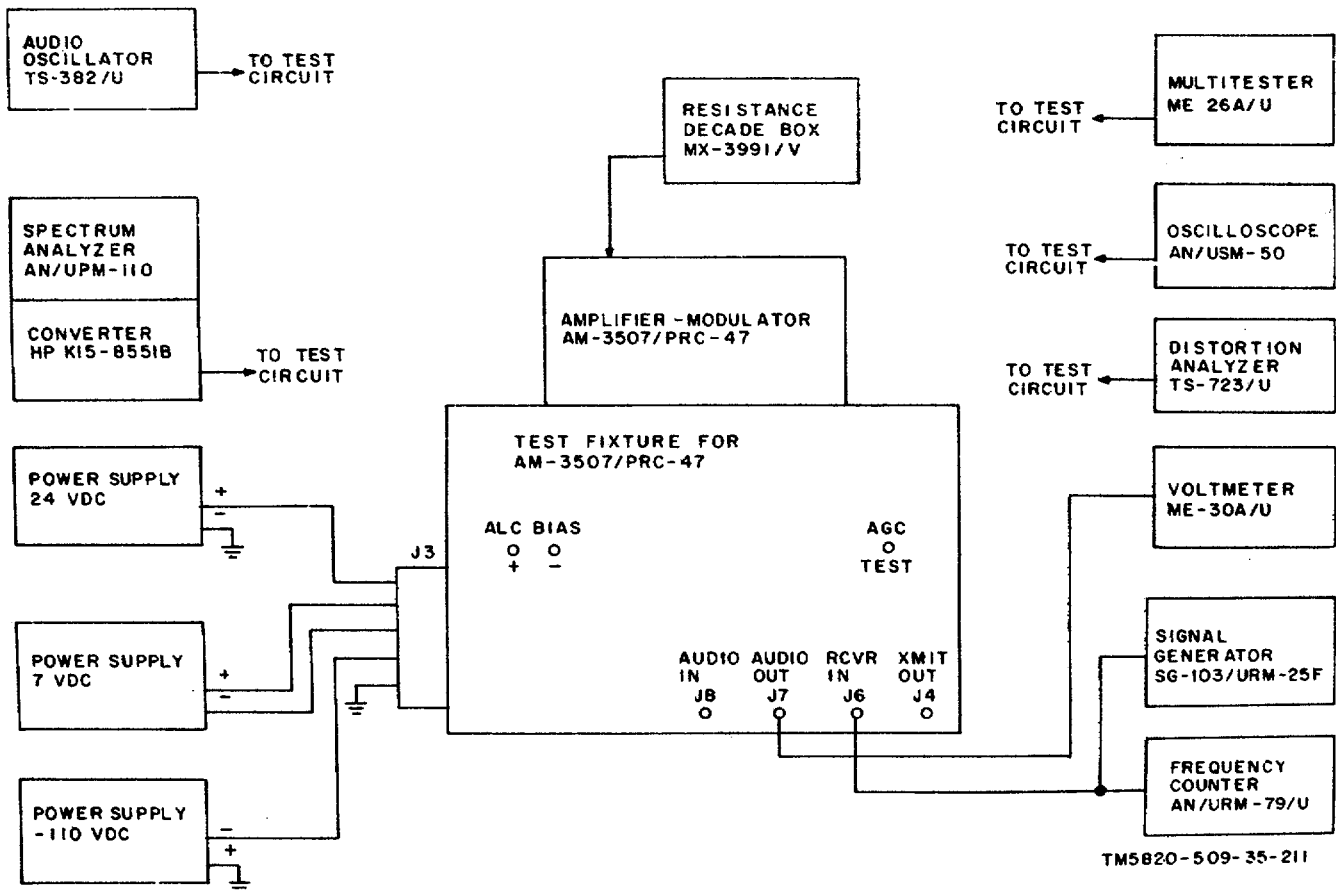 AUDIO
OSCILLATOR
TS-382/U
TO TEST
CIRCUIT
RESISTANCE
DECADE BOX
MX-3991/V
TO TEST
CIRCUIT
MULTITESTER
ME 26A/U
SPECTRUM
ANALYZER
AN/UPM-110
CONVERTER
HP K15-8551B
TO TEST
CIRCUIT
AMPLIFIER-MODULATOR
AM-3507/PRC-47
TO TEST
CIRCUIT
OSCILLOSCOPE
AN/USM-50
TO TEST
CIRCUIT
DISTORTION
ANALYZER
TS-723/U
POWER SUPPLY
24 VDC
+
-
J3
TEST FIXTURE FOR
AM-3507/PRC-47
ALC BIAS
+ -
AGC
TEST
VOLTMETER
ME-30A/U
POWER SUPPLY
7 VDC
+
-
AUDIO IN J8
AUDIO OUT J7
RCVR IN J6
XMIT OUT J4
SIGNAL
GENERATOR
SG-103/URM-25F
POWER SUPPLY
-110 VDC
-
+
FREQUENCY
COUNTER
AN/URM-79/U
TM5820-509-35-211